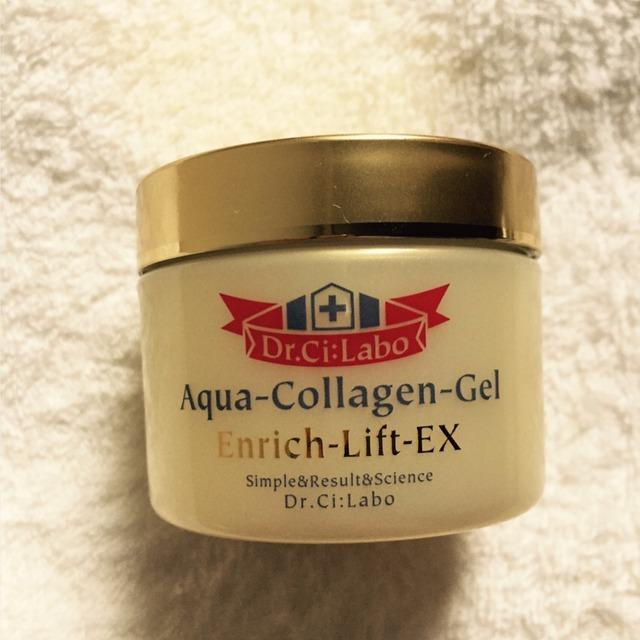 Dr.Ci:Labo
Aqua-Collagen-Gel
Enrich-Lift-EX
Simple&Result&Science
Dr.Ci:Labo